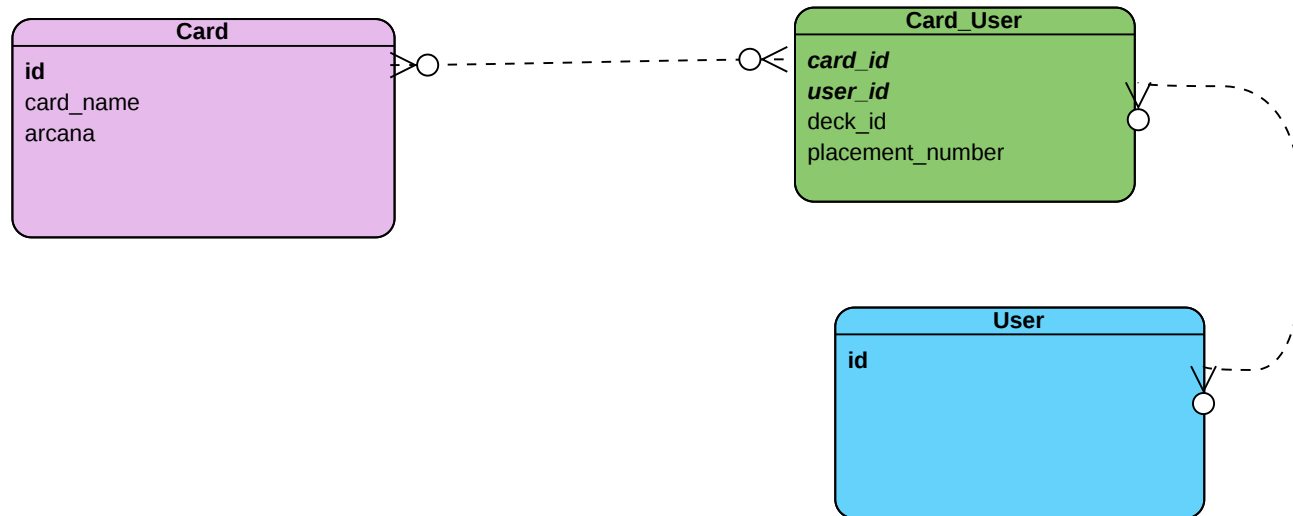 Card
id
card_name
arcana
Card_User
card_id
user_id
deck_id
placement_number
User
id